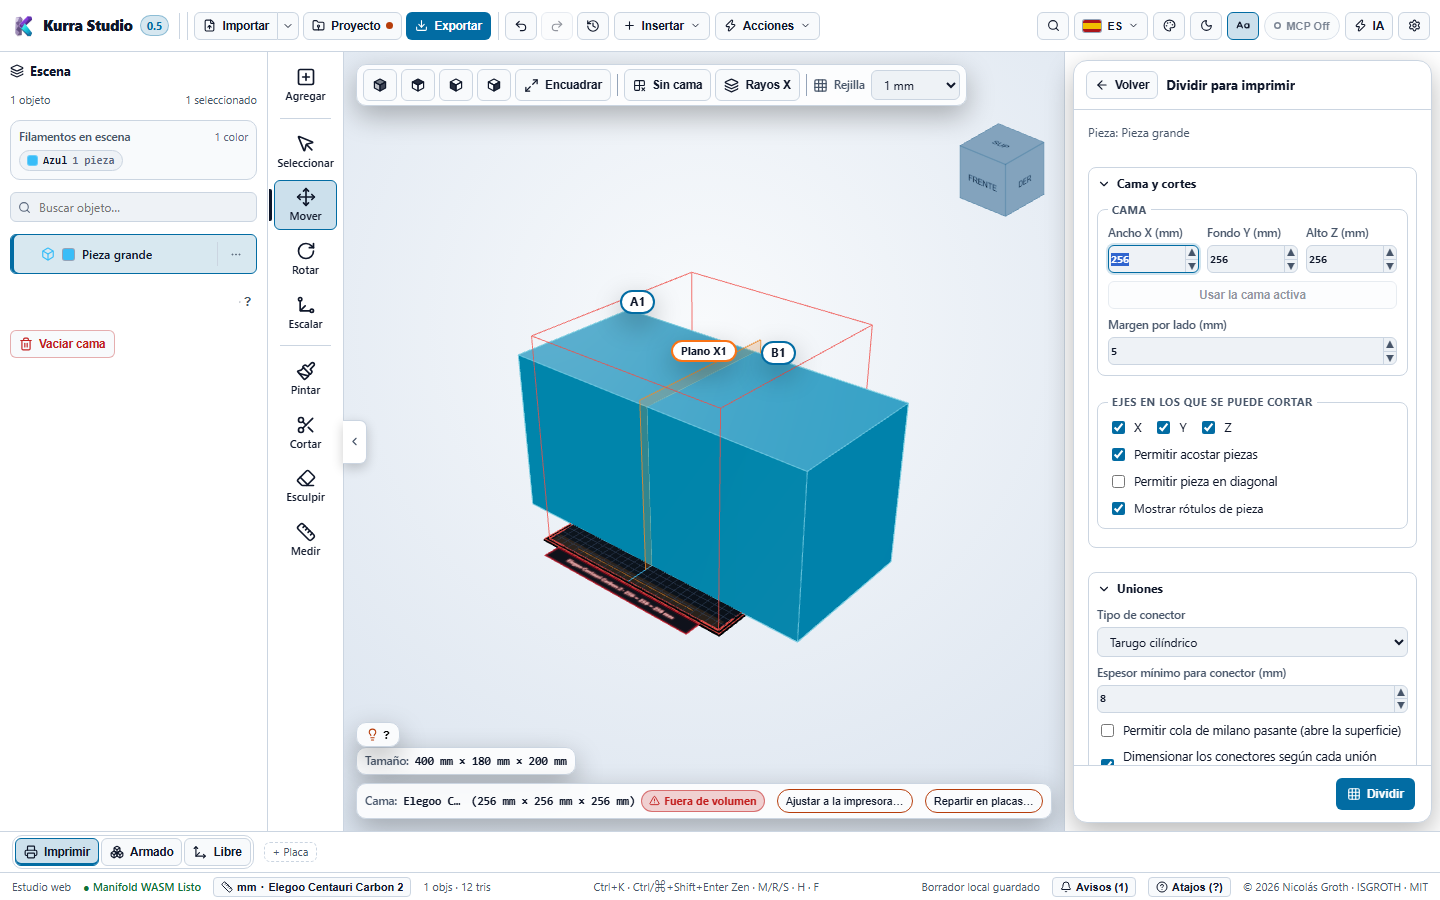 Kurra Studio 0.5 Importar Proyecto Exportar Insertar Acciones ES Aa MCP Off IA
Escena
1 objeto 1 seleccionado
Filamentos en escena 1 color
Azul 1 pieza
Buscar objeto...
Pieza grande ...
?
Vaciar cama
Agregar
Seleccionar
Mover
Rotar
Escalar
Pintar
Cortar
Esculpir
Medir
Encuadrar Sin cama Rayos X Rejilla 1 mm
SUP
FRENTE DER
A1
Plano X1 B1
?
Tamaño: 400 mm × 180 mm × 200 mm
Cama: Elegoo C… (256 mm × 256 mm × 256 mm) Fuera de volumen Ajustar a la impresora… Repartir en placas…
Volver Dividir para imprimir
Pieza: Pieza grande
Cama y cortes
CAMA
Ancho X (mm) Fondo Y (mm) Alto Z (mm)
256 256 256
Usar la cama activa
Margen por lado (mm)
5
EJES EN LOS QUE SE PUEDE CORTAR
X Y Z
Permitir acostar piezas
Permitir pieza en diagonal
Mostrar rótulos de pieza
Uniones
Tipo de conector
Tarugo cilíndrico
Espesor mínimo para conector (mm)
8
Permitir cola de milano pasante (abre la superficie)
Dimensionar los conectores según cada unión
Dividir
Imprimir Armado Libre + Placa
Estudio web Manifold WASM Listo mm · Elegoo Centauri Carbon 2 1 objs · 12 tris Ctrl+K · Ctrl/⌘+Shift+Enter Zen · M/R/S · H · F Borrador local guardado Avisos (1) Atajos (?) © 2026 Nicolás Groth · ISGROTH · MIT